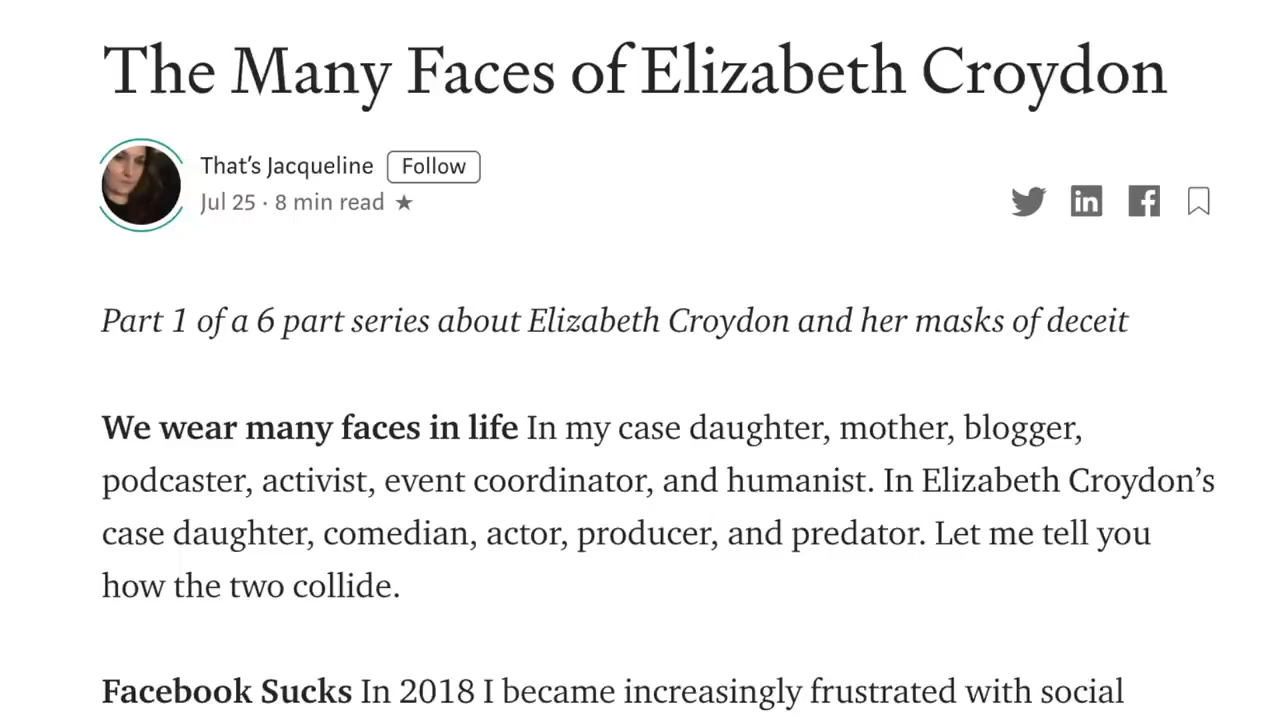 The Many Faces of Elizabeth Croydon
That's Jacqueline Follow
Jul 25 · 8 min read ★
Part 1 of a 6 part series about Elizabeth Croydon and her masks of deceit
We wear many faces in life In my case daughter, mother, blogger,
podcaster, activist, event coordinator, and humanist. In Elizabeth Croydon’s
case daughter, comedian, actor, producer, and predator. Let me tell you
how the two collide.
Facebook Sucks In 2018 I became increasingly frustrated with social